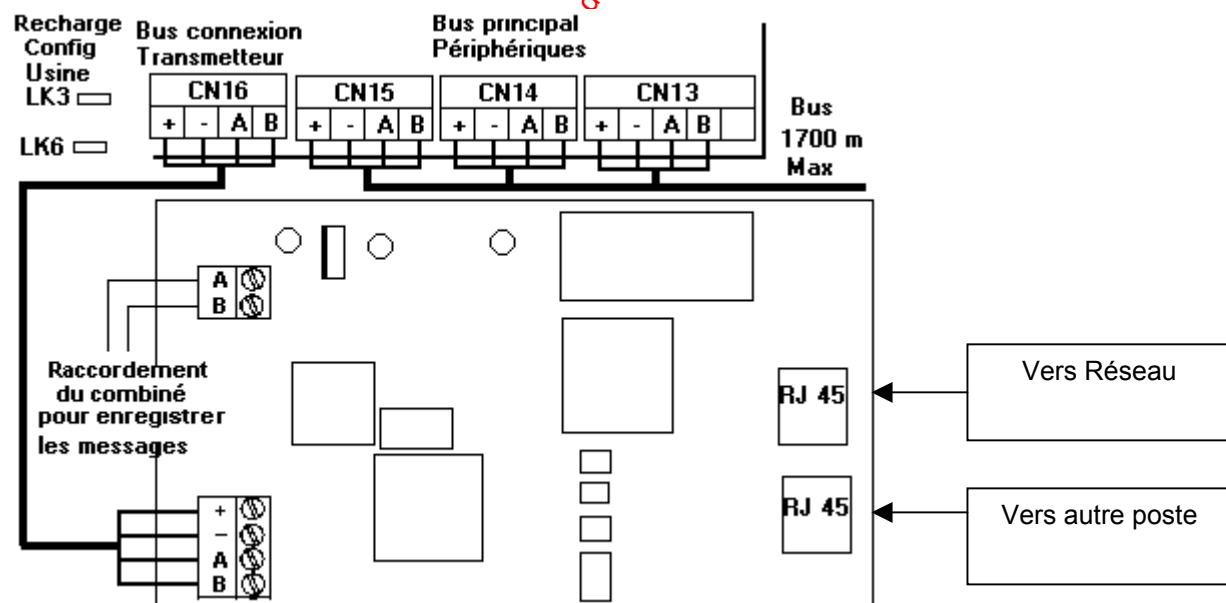 &
Recharge
Config
Usine
LK3
LK6
Bus connexion
Transmetteur
Bus principal
Périphériques
CN16
+ - A B
CN15
+ - A B
CN14
+ - A B
CN13
+ - A B
Bus
1700 m
Max
A
B
Raccordement
du combiné
pour enregistrer
les messages
RJ 45
Vers Réseau
RJ 45
Vers autre poste
+
-
A
B